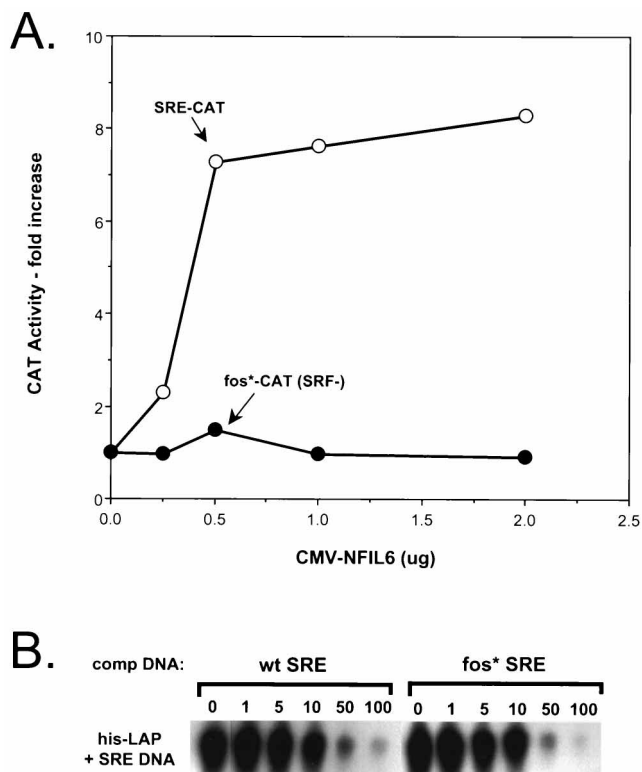 A.
10
8
6
4
2
0
CAT Activity - fold increase
SRE-CAT
fos*-CAT (SRF-)
0.0 0.5 1.0 1.5 2.0 2.5
CMV-NFIL6 (ug)
B.
comp DNA: wt SRE fos* SRE
0 1 5 10 50 100 0 1 5 10 50 100
his-LAP
+ SRE DNA